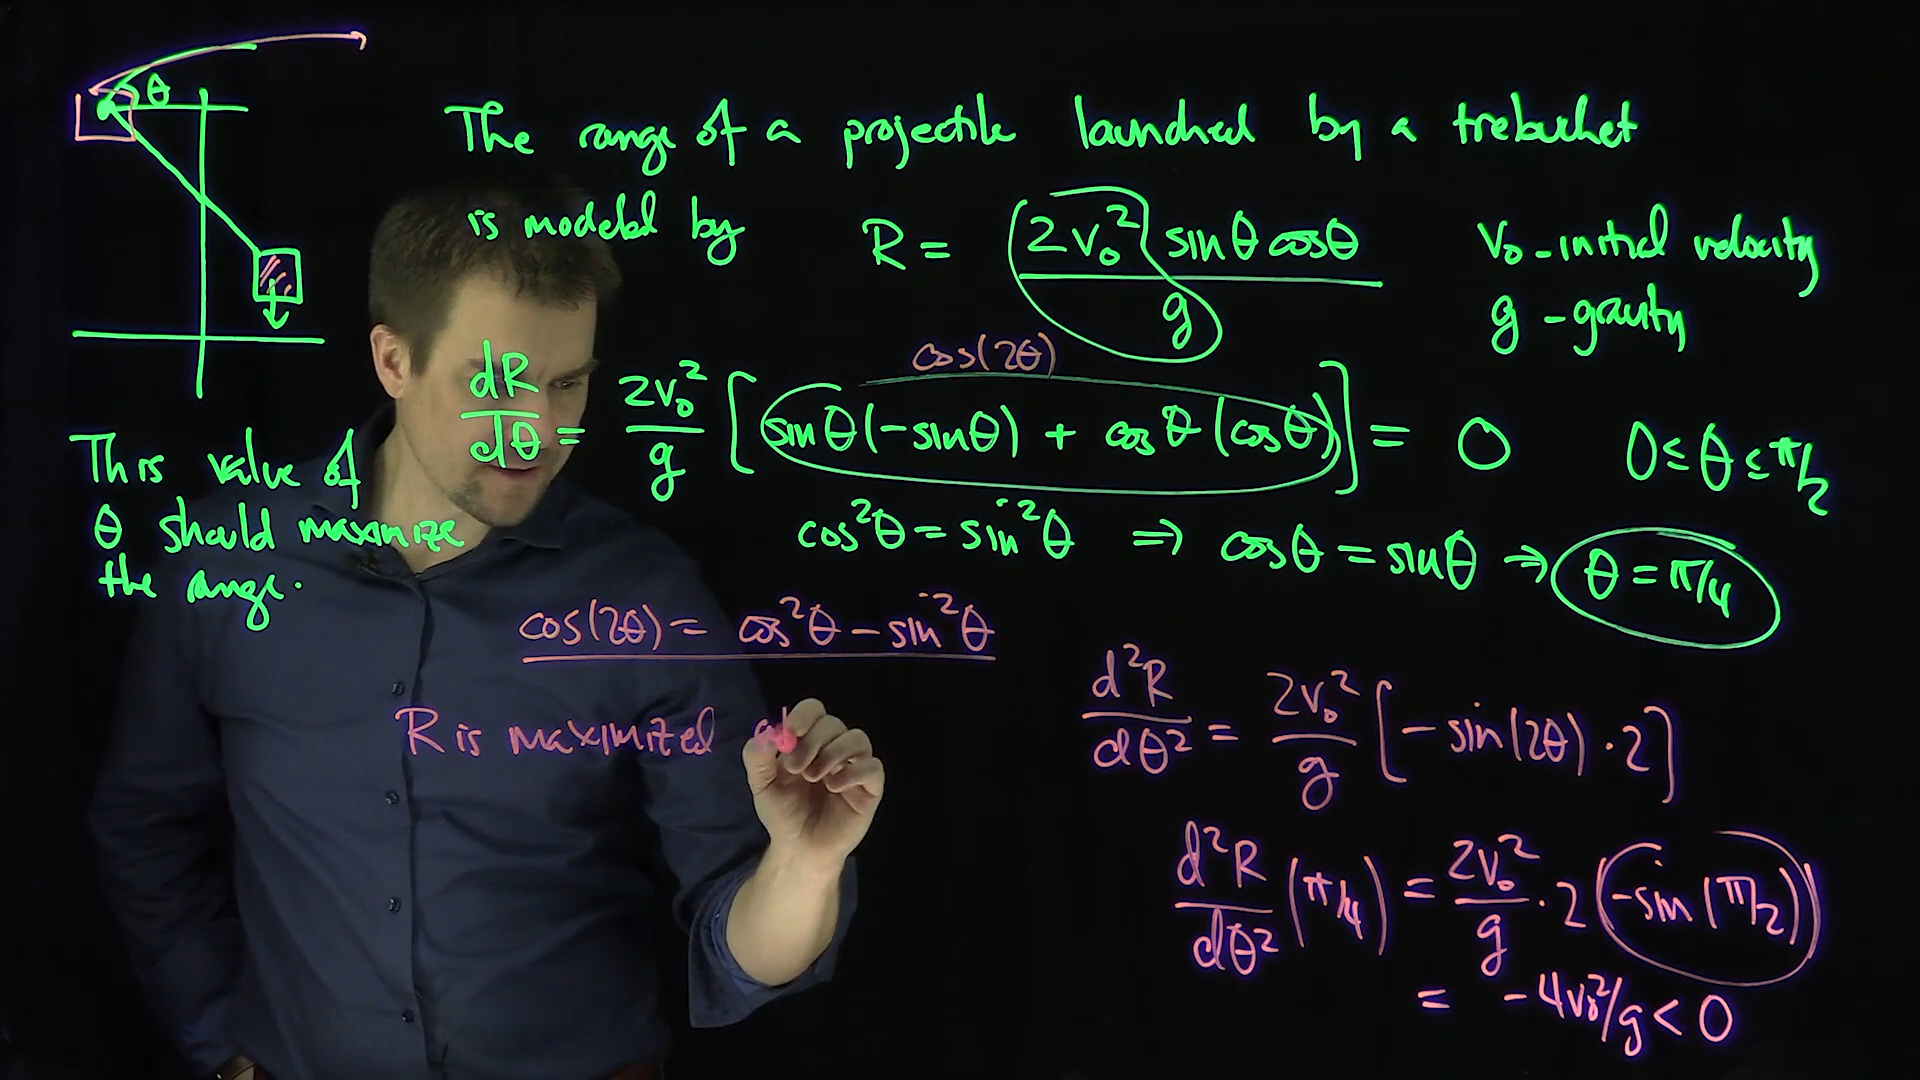 θ
The range of a projectile launched by a trebuchet
is modeled by R = 2v₀² sinθ cosθ / g
v₀ - initial velocity
g - gravity
cos(2θ)
dR/dθ = 2v₀²/g [sinθ(-sinθ) + cosθ(cosθ)] = 0 0 ≤ θ ≤ π/2
This value of
θ should maximize
the range.
cos²θ = sin²θ ⇒ cosθ = sinθ → θ = π/4
cos(2θ) = cos²θ - sin²θ
R is maximized at
d²R/dθ² = 2v₀²/g [-sin(2θ)·2]
d²R/dθ² (π/4) = 2v₀²/g · 2 (-sin(π/2))
= -4v₀²/g < 0